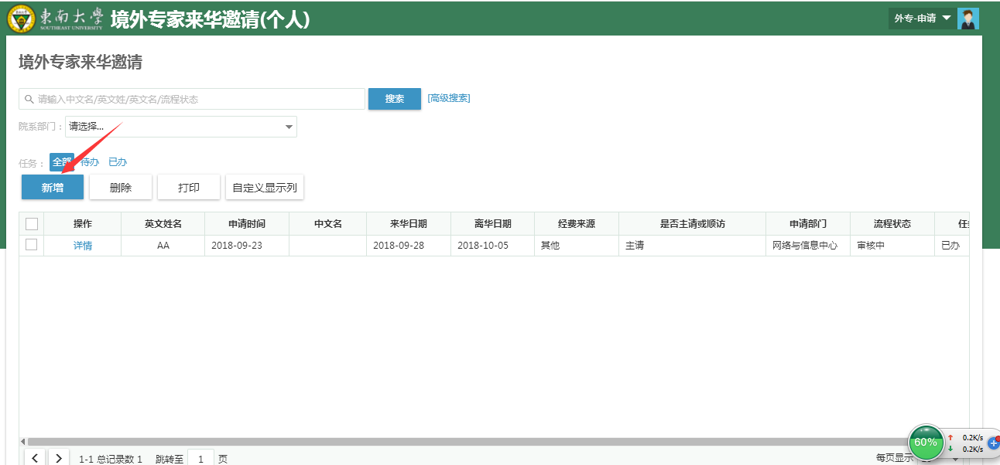 東南大學 境外专家来华邀请(个人) 外专-申请
SOUTHEAST UNIVERSITY
境外专家来华邀请
请输入中文名/英文姓/英文名/流程状态 搜索 [高级搜索]
院系部门： 请选择...
任务： 全部 待办 已办
新增 删除 打印 自定义显示列
操作 英文姓名 申请时间 中文名 来华日期 离华日期 经费来源 是否主请或顺访 申请部门 流程状态
详情 AA 2018-09-23 2018-09-28 2018-10-05 其他 主请 网络与信息中心 审核中 已办
60% 0.2K/s
0.2K/s
1-1 总记录数 1 跳转至 1 页 每页显示